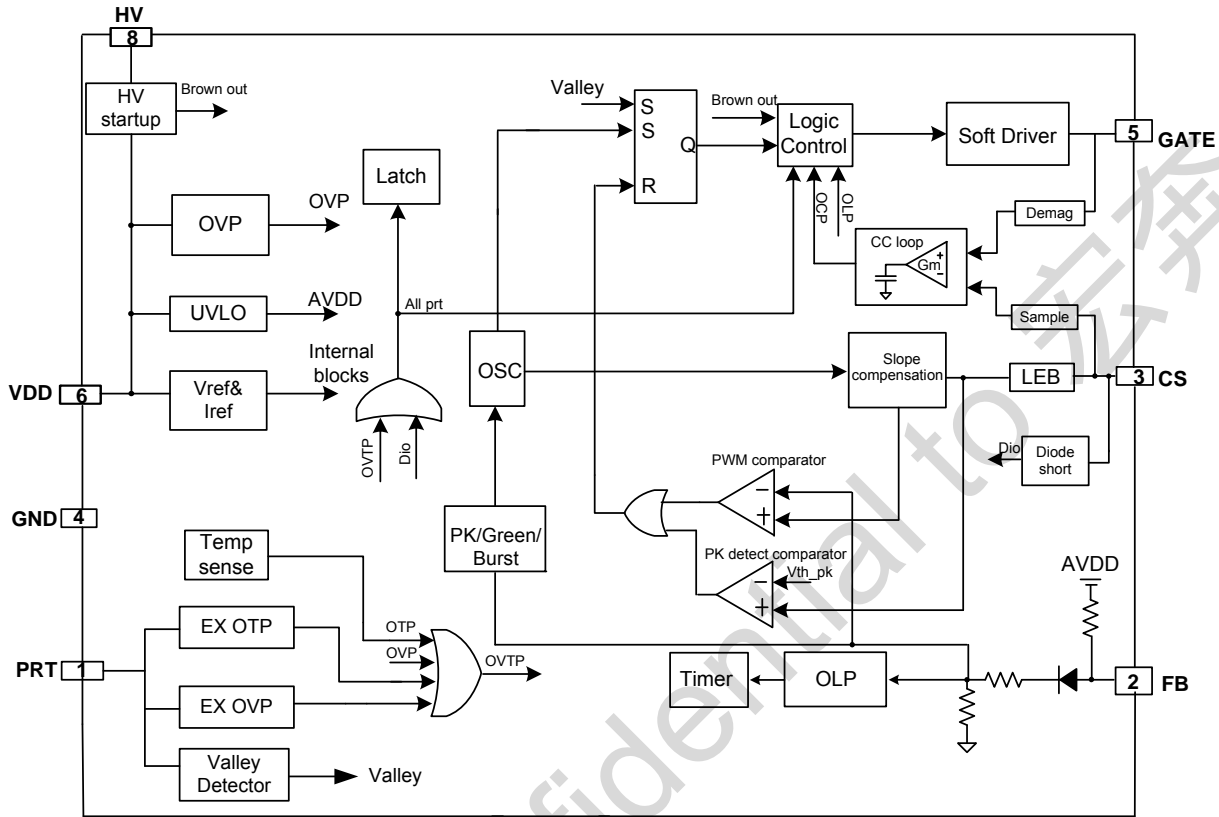 HV
8
HV
startup
Brown out
Valley
S
S
R
Q
Brown out
Logic
Control
Soft Driver
5
GATE
Latch
OVP
OVP
OCP
OLP
Demag
CC loop
Gm
+
-
UVLO
AVDD
All prt
Sample
VDD
6
Vref&
Iref
Internal
blocks
OSC
Slope
compensation
LEB
3
CS
OVTP
Dio
Dio
Diode
short
PWM comparator
-
+
GND
4
PK/Green/
Burst
Temp
sense
PK detect comparator
Vth_pk
-
+
AVDD
PRT
1
EX OTP
OTP
OVP
OVTP
EX OVP
Timer
OLP
2
FB
Valley
Detector
Valley
fidential to 宏奔